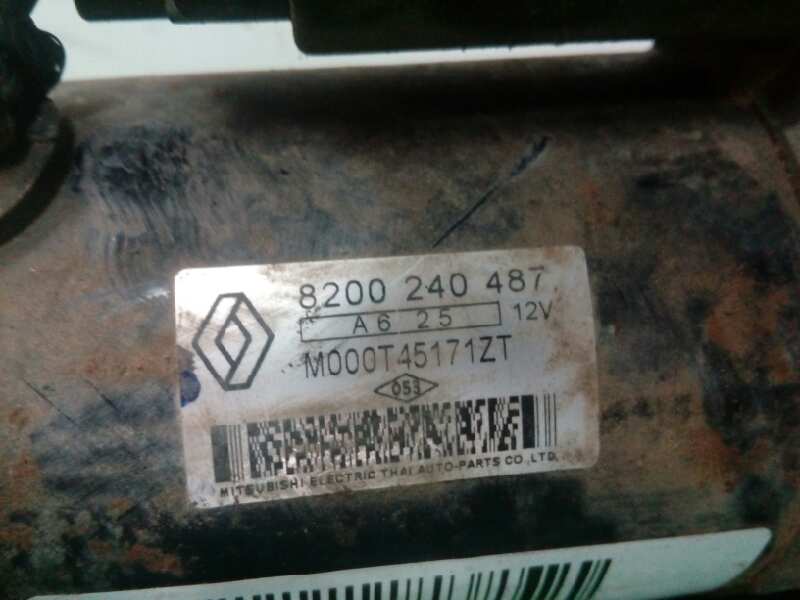 8200 240 487
A6 25 12V
M000T45171ZT
053
MITSUBISHI ELECTRIC THAI AUTO-PARTS CO.,LTD.